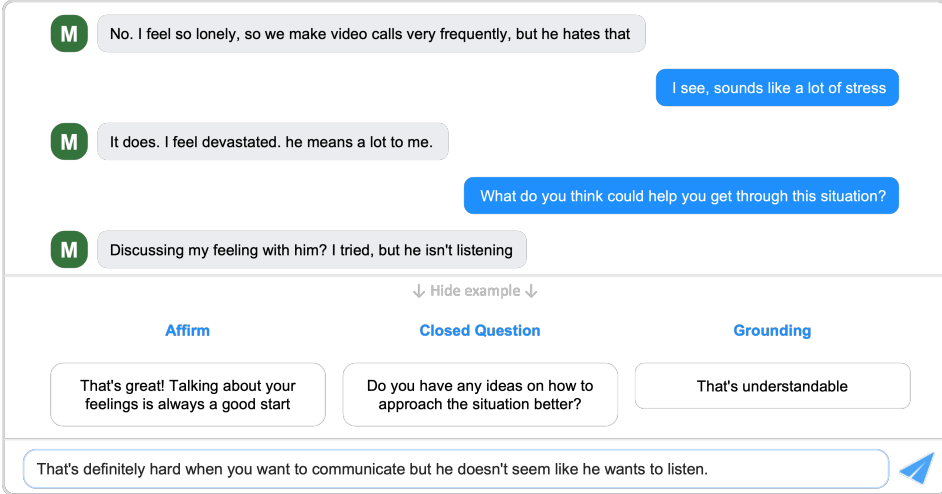 M No. I feel so lonely, so we make video calls very frequently, but he hates that
I see, sounds like a lot of stress
M It does. I feel devastated. he means a lot to me.
What do you think could help you get through this situation?
M Discussing my feeling with him? I tried, but he isn't listening
↓ Hide example ↓
Affirm
That's great! Talking about your
feelings is always a good start
Closed Question
Do you have any ideas on how to
approach the situation better?
Grounding
That's understandable
That's definitely hard when you want to communicate but he doesn't seem like he wants to listen.